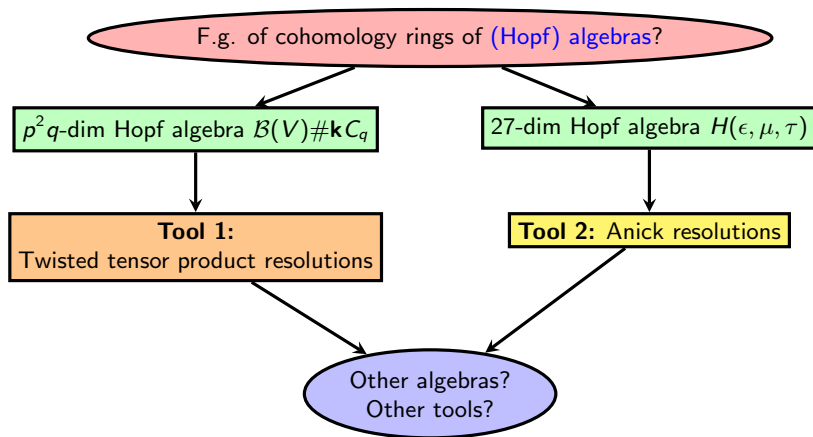 F.g. of cohomology rings of (Hopf) algebras?
p²q-dim Hopf algebra 𝓑(V)#𝐤C_q
27-dim Hopf algebra H(ϵ, μ, τ)
Tool 1:
Twisted tensor product resolutions
Tool 2: Anick resolutions
Other algebras?
Other tools?